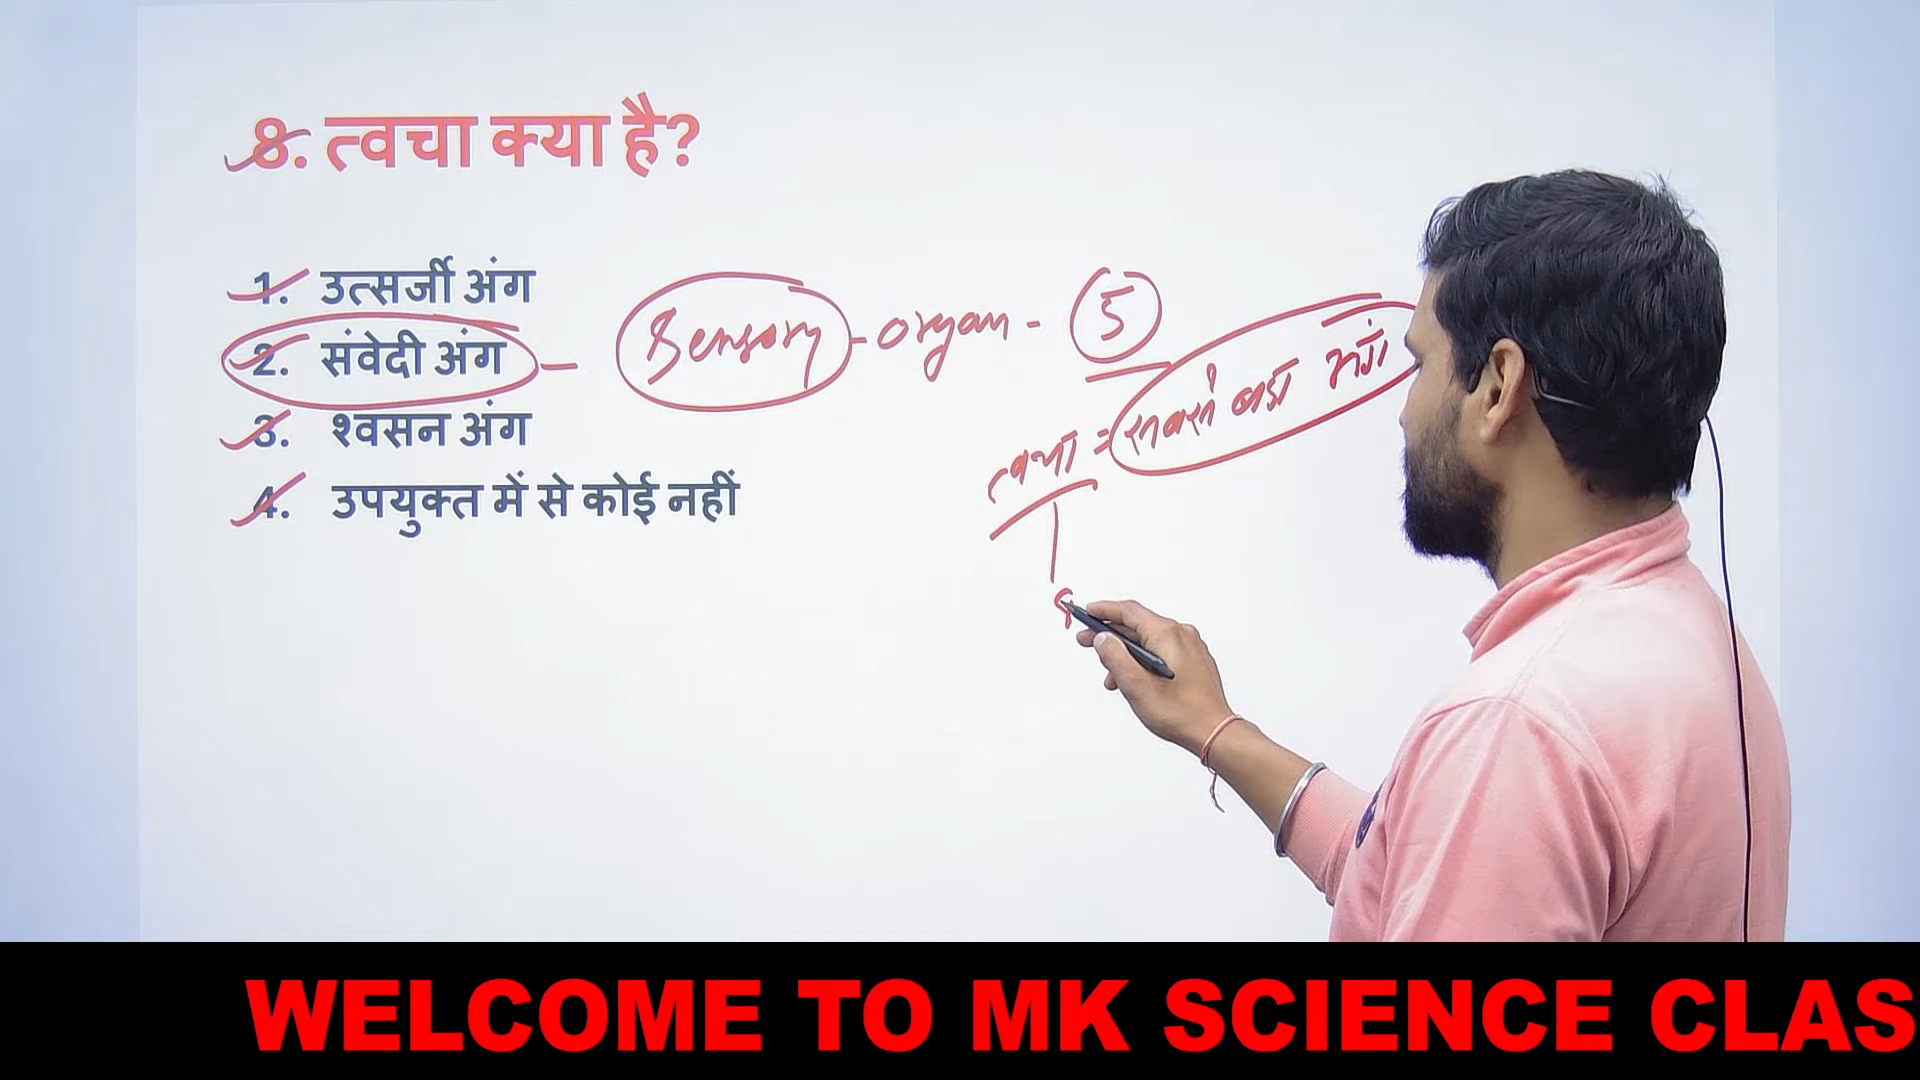 8. त्वचा क्या है?
1. उत्सर्जी अंग
2. संवेदी अंग - Sensory - organ - 5
3. श्वसन अंग
त्वचा = सबसे बडा अंग
4. उपयुक्त में से कोई नहीं
WELCOME TO MK SCIENCE CLAS